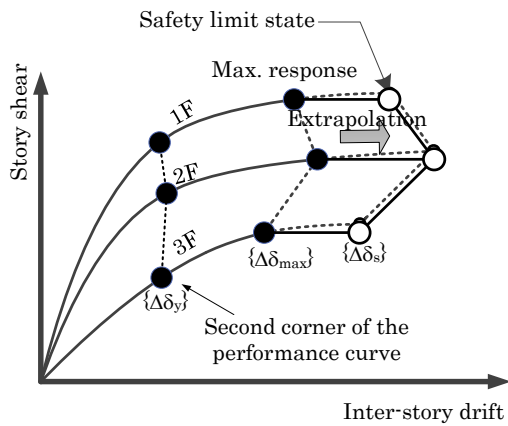 Safety limit state
Max. response
Story shear
1F
Extrapolation
2F
3F
{Δδmax}
{Δδs}
{Δδy}
Second corner of the
performance curve
Inter-story drift